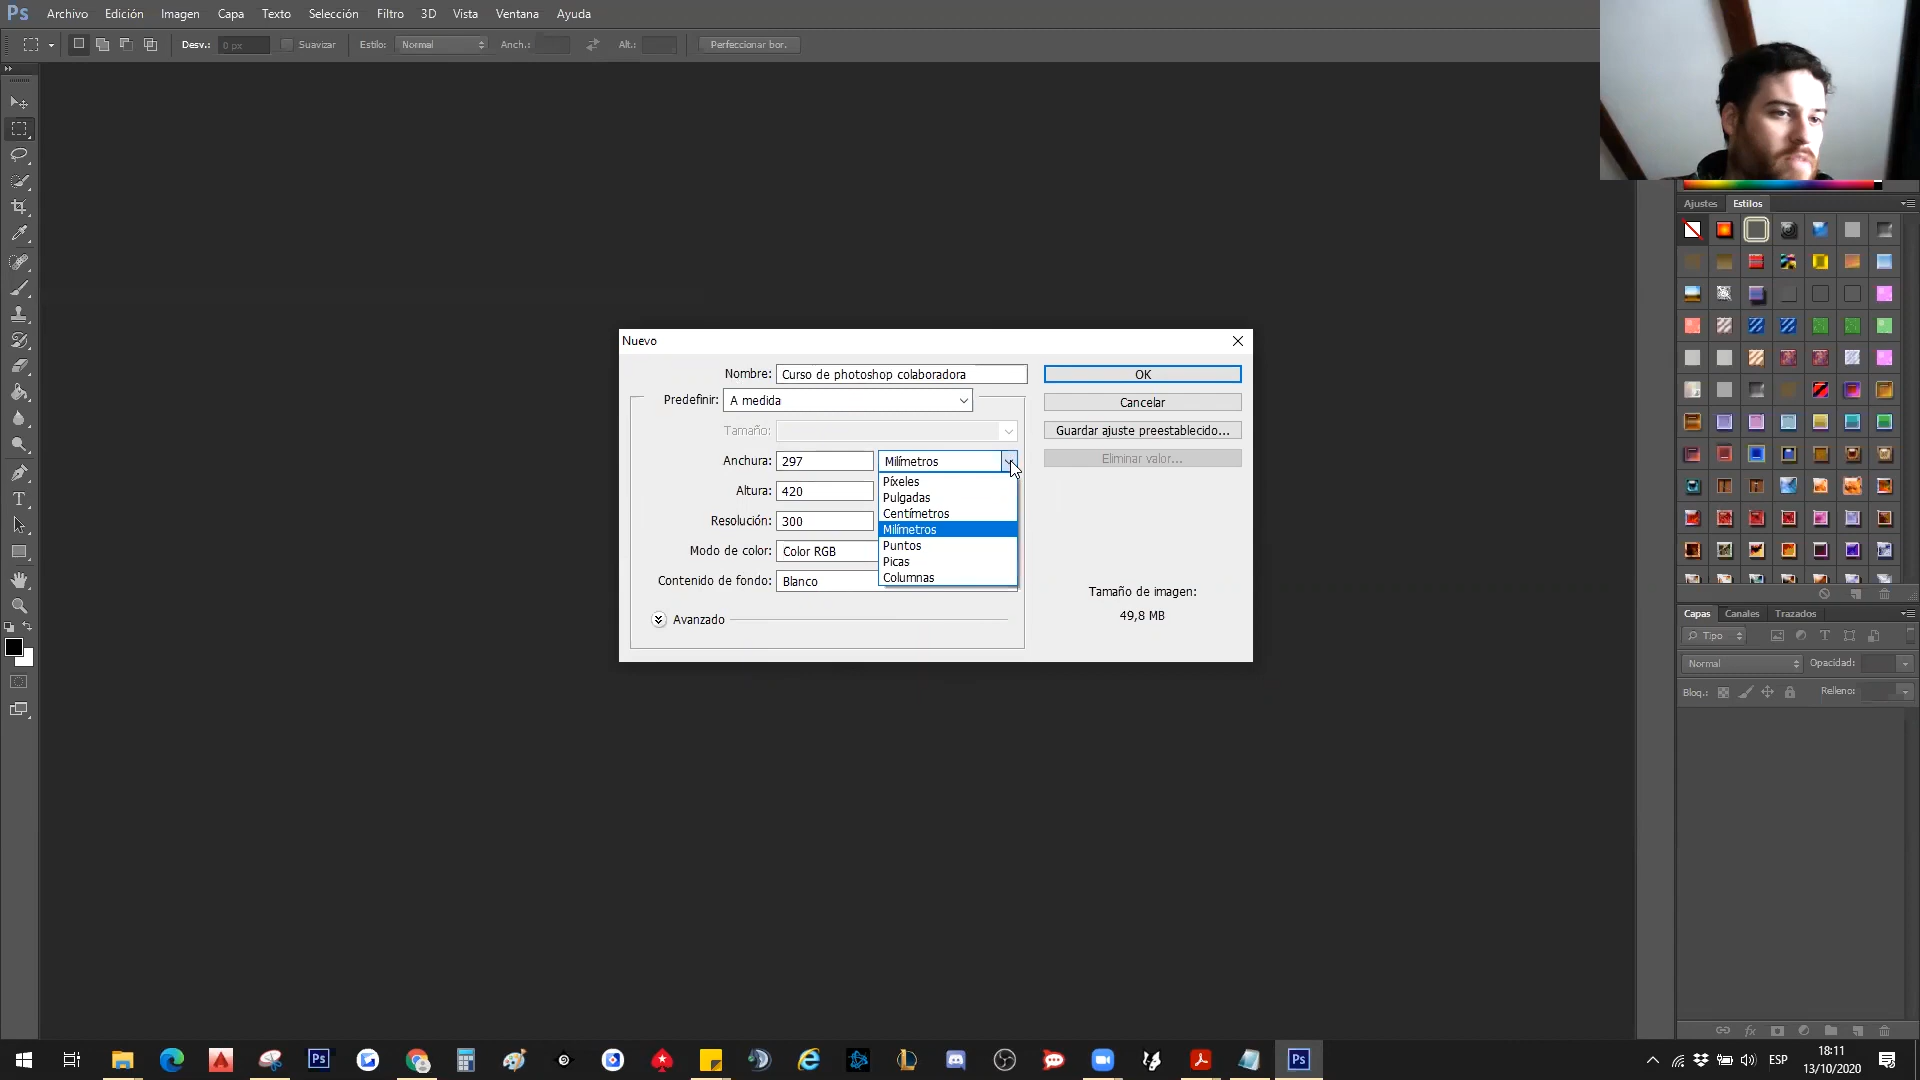 Ps Archivo Edición Imagen Capa Texto Selección Filtro 3D Vista Ventana Ayuda
Desv.: 0 px Suavizar Estilo: Normal Anch.: Alt.: Perfeccionar bor.
Ajustes Estilos
Nuevo
Nombre: Curso de photoshop colaboradora OK
Predefinir: A medida Cancelar
Tamaño: Guardar ajuste preestablecido...
Anchura: 297 Milímetros Eliminar valor...
Píxeles
Altura: 420 Pulgadas
Centímetros
Resolución: 300 Milímetros
Puntos
Modo de color: Color RGB Picas
Contenido de fondo: Blanco Columnas
Tamaño de imagen:
49,8 MB
Avanzado
Capas Canales Trazados
Tipo
Normal Opacidad:
Bloq.: Relleno:
ESP
18:11
13/10/2020